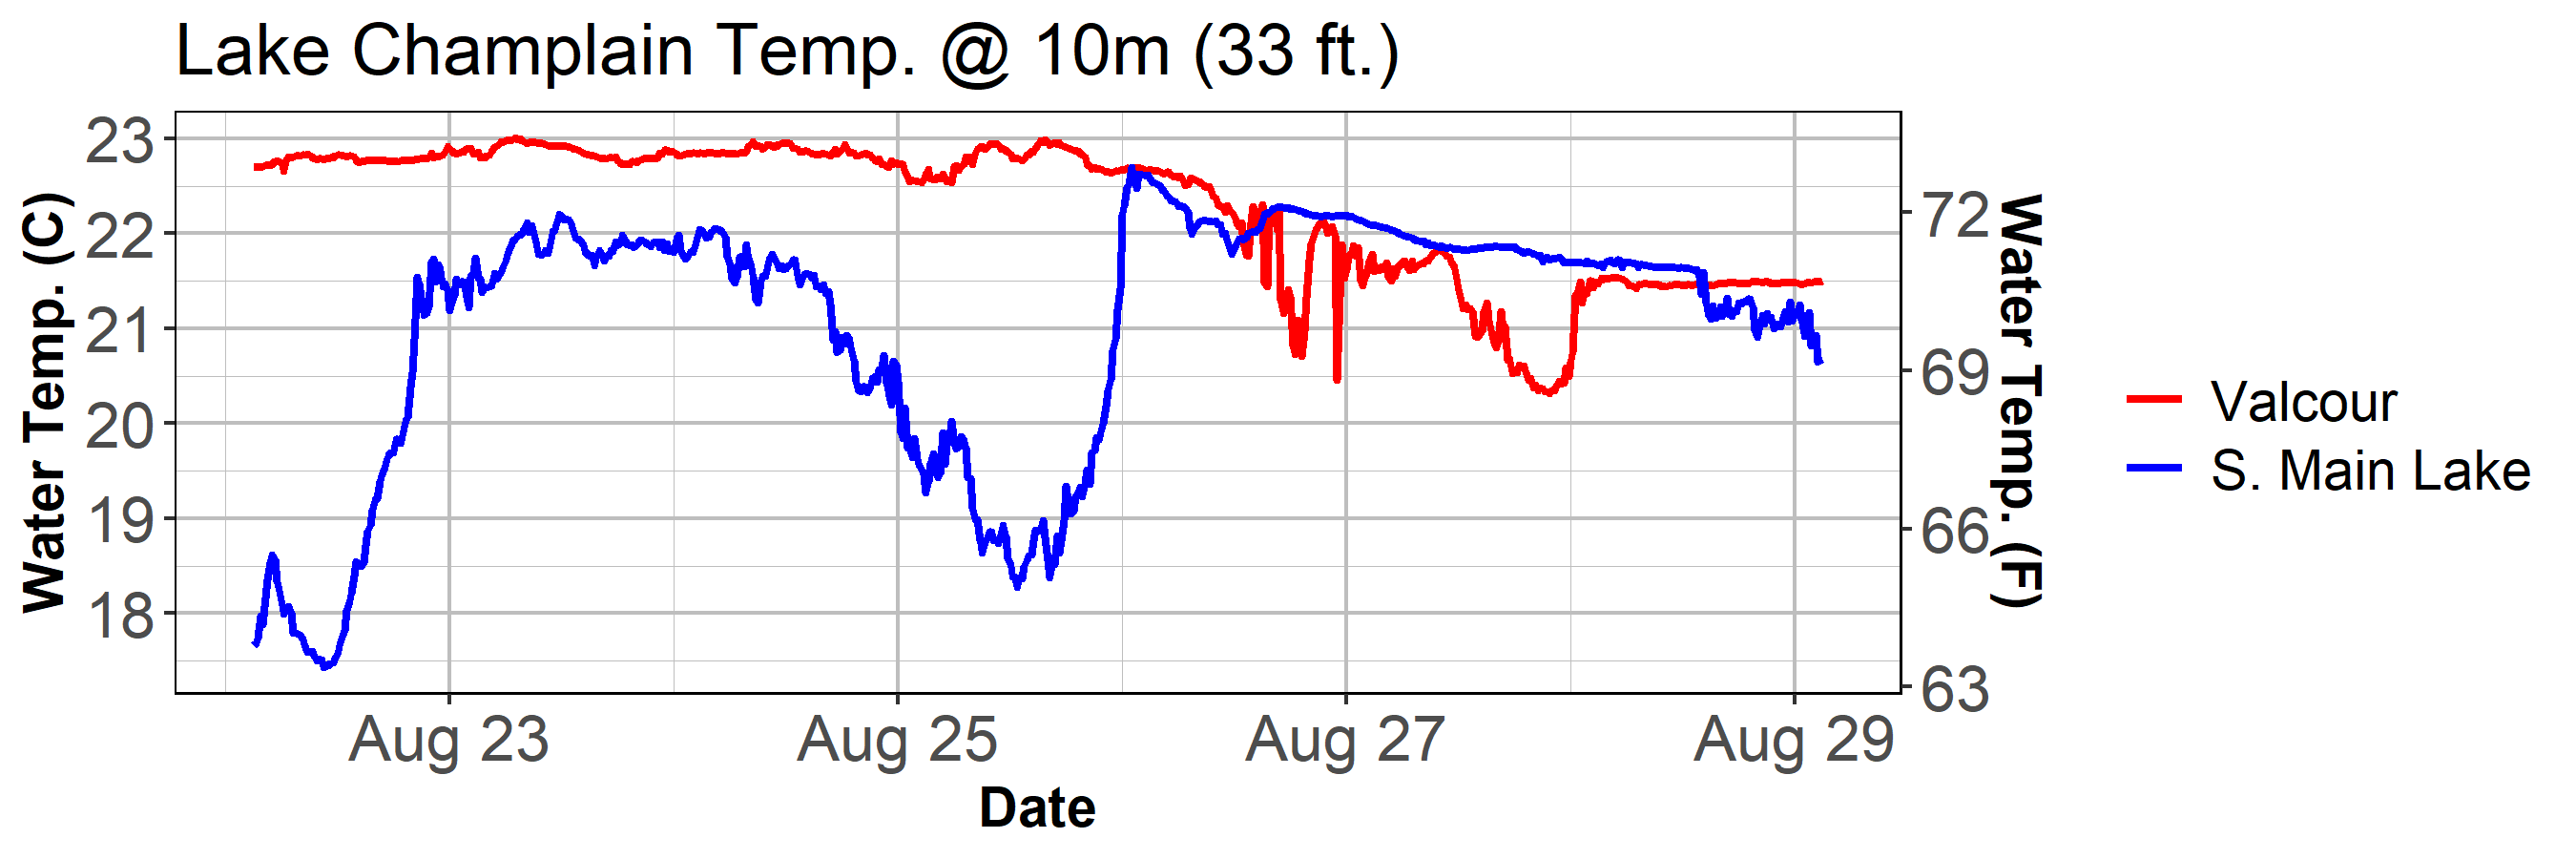 Lake Champlain Temp. @ 10m (33 ft.)
Water Temp. (C)
23
22
21
20
19
18
72
69
66
63
Water Temp. (F)
Aug 23
Aug 25
Aug 27
Aug 29
Date
Valcour
S. Main Lake